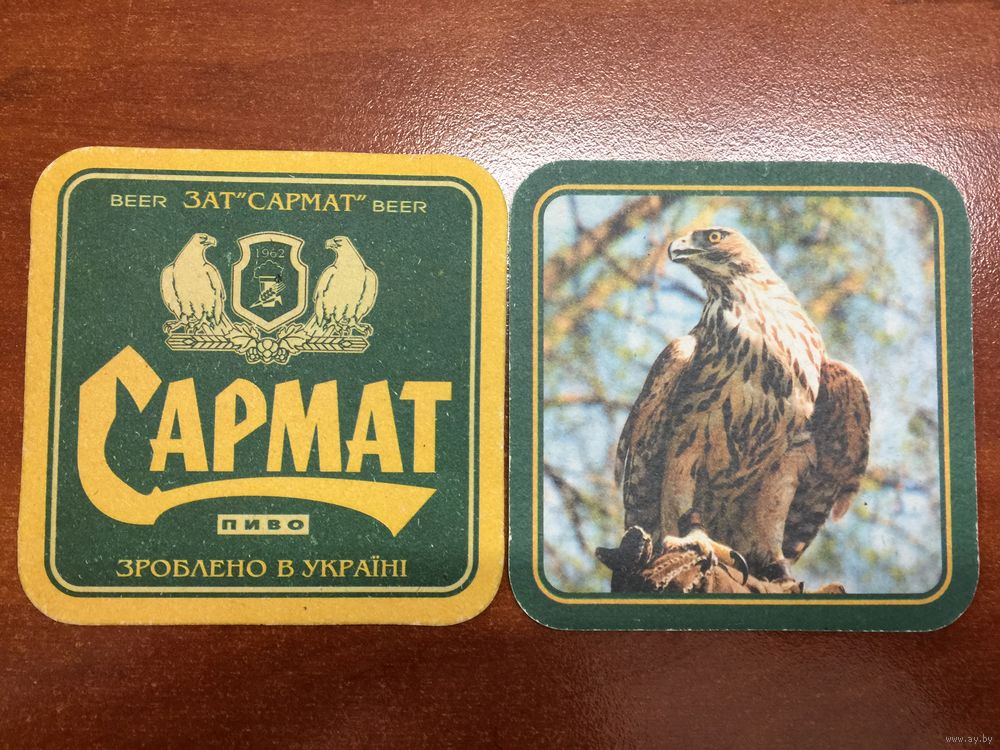 BEER ЗАТ"САРМАТ" BEER
1962
САРМАТ
ПИВО
ЗРОБЛЕНО В УКРАЇНІ
www.ay.by